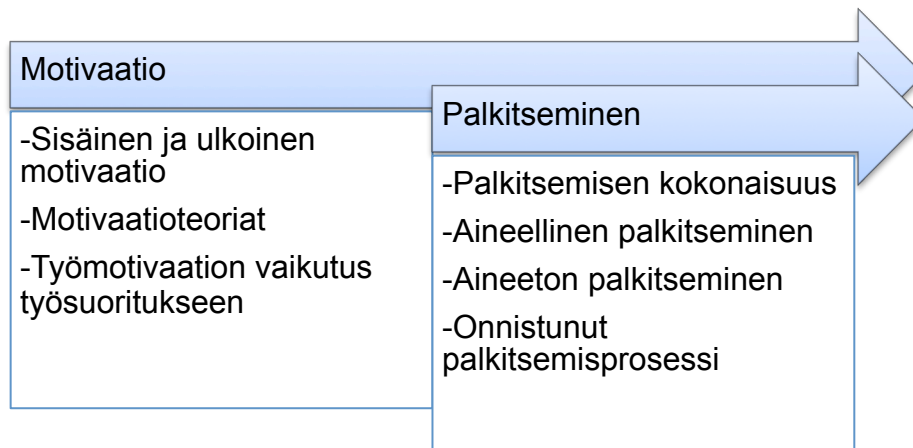 Motivaatio
-Sisäinen ja ulkoinen
motivaatio
-Motivaatioteoriat
-Työmotivaation vaikutus
työsuoritukseen
Palkitseminen
-Palkitsemisen kokonaisuus
-Aineellinen palkitseminen
-Aineeton palkitseminen
-Onnistunut
palkitsemisprosessi